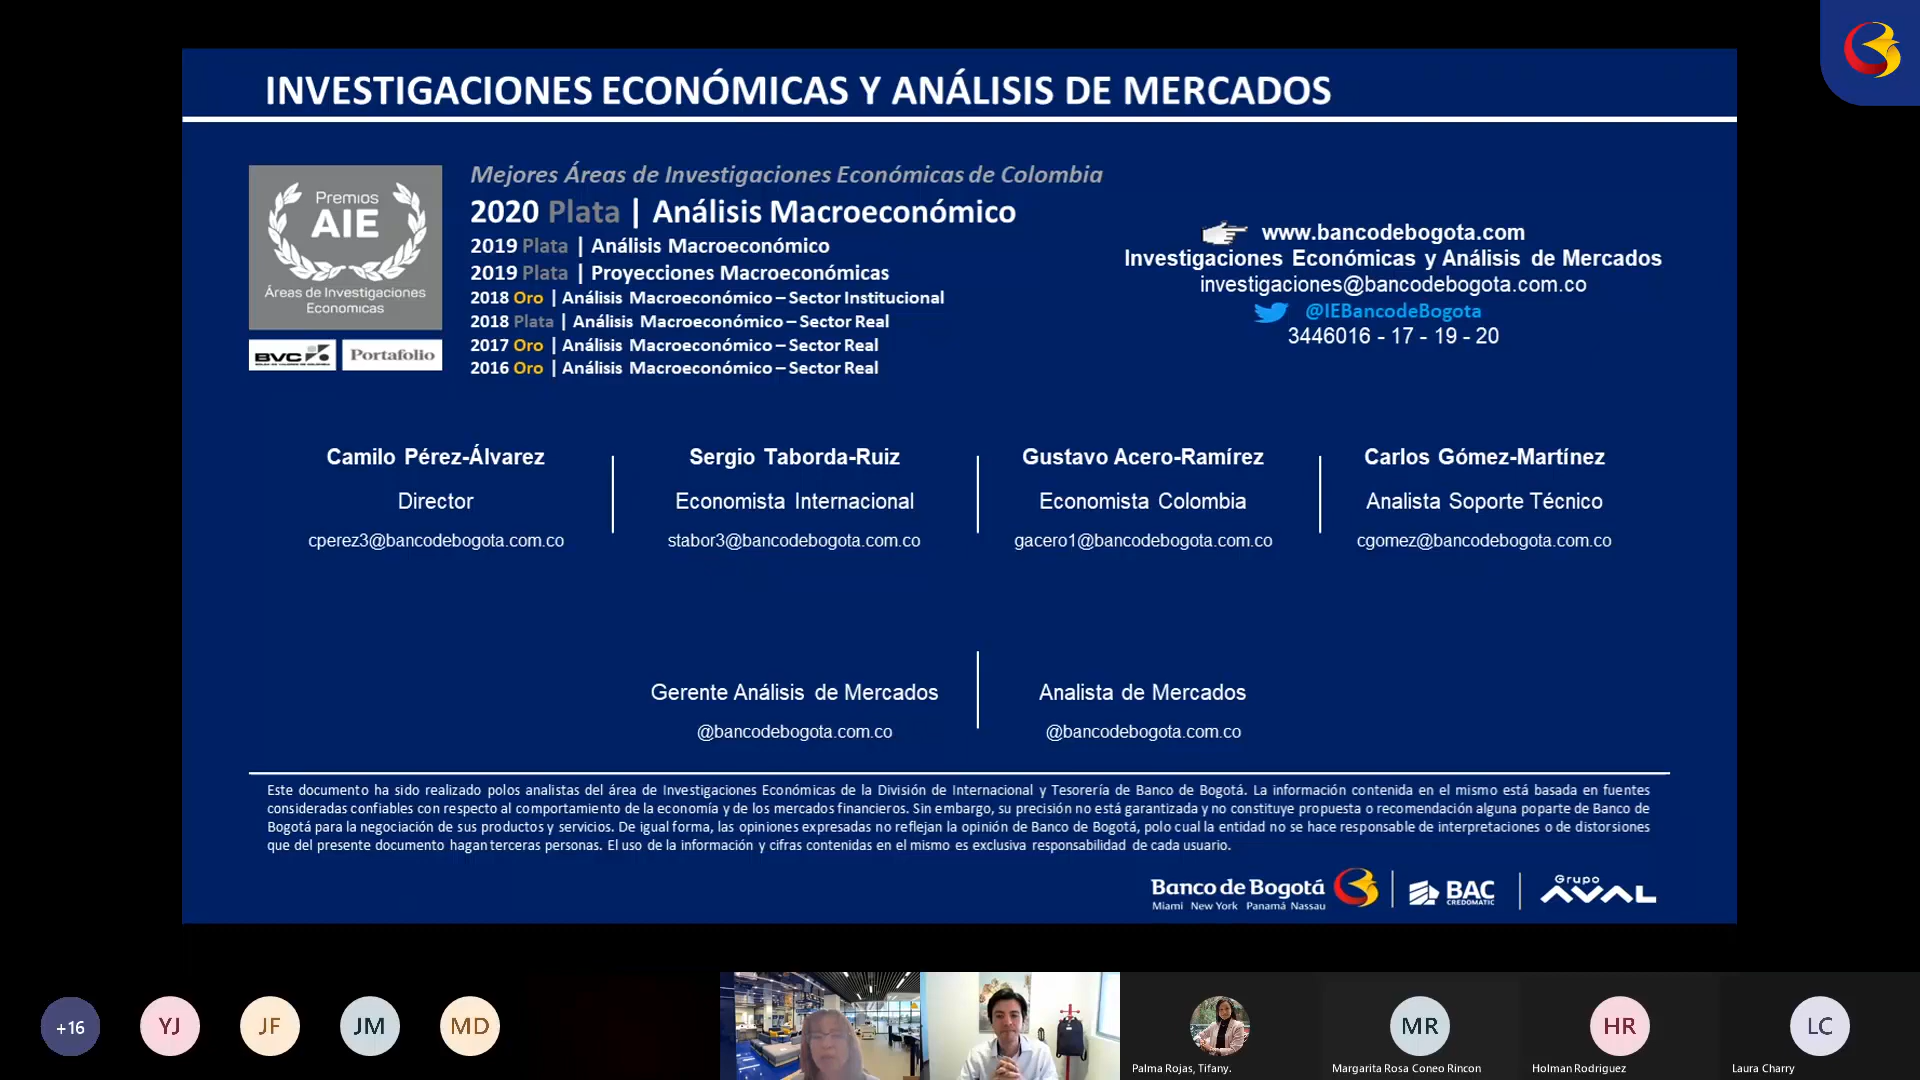 INVESTIGACIONES ECONÓMICAS Y ANÁLISIS DE MERCADOS
Premios
AIE
Áreas de Investigaciones
Economicas
BVC
Portafolio
Mejores Áreas de Investigaciones Económicas de Colombia
2020 Plata | Análisis Macroeconómico
2019 Plata | Análisis Macroeconómico
2019 Plata | Proyecciones Macroeconómicas
2018 Oro | Análisis Macroeconómico – Sector Institucional
2018 Plata | Análisis Macroeconómico – Sector Real
2017 Oro | Análisis Macroeconómico – Sector Real
2016 Oro | Análisis Macroeconómico – Sector Real
www.bancodebogota.com
Investigaciones Económicas y Análisis de Mercados
investigaciones@bancodebogota.com.co
@IEBancodeBogota
3446016 - 17 - 19 - 20
Camilo Pérez-Álvarez
Director
cperez3@bancodebogota.com.co
Sergio Taborda-Ruiz
Economista Internacional
stabor3@bancodebogota.com.co
Gustavo Acero-Ramírez
Economista Colombia
gacero1@bancodebogota.com.co
Carlos Gómez-Martínez
Analista Soporte Técnico
cgomez@bancodebogota.com.co
Gerente Análisis de Mercados
@bancodebogota.com.co
Analista de Mercados
@bancodebogota.com.co
Este documento ha sido realizado polos analistas del área de Investigaciones Económicas de la División de Internacional y Tesorería de Banco de Bogotá. La información contenida en el mismo está basada en fuentes
consideradas confiables con respecto al comportamiento de la economía y de los mercados financieros. Sin embargo, su precisión no está garantizada y no constituye propuesta o recomendación alguna poparte de Banco de
Bogotá para la negociación de sus productos y servicios. De igual forma, las opiniones expresadas no reflejan la opinión de Banco de Bogotá, polo cual la entidad no se hace responsable de interpretaciones o de distorsiones
que del presente documento hagan terceras personas. El uso de la información y cifras contenidas en el mismo es exclusiva responsabilidad de cada usuario.
Banco de Bogotá
Miami New York Panamá Nassau
BAC
CREDOMATIC
Grupo
AVAL
+16
YJ
JF
JM
MD
Palma Rojas, Tifany.
MR
Margarita Rosa Coneo Rincon
HR
Holman Rodriguez
LC
Laura Charry